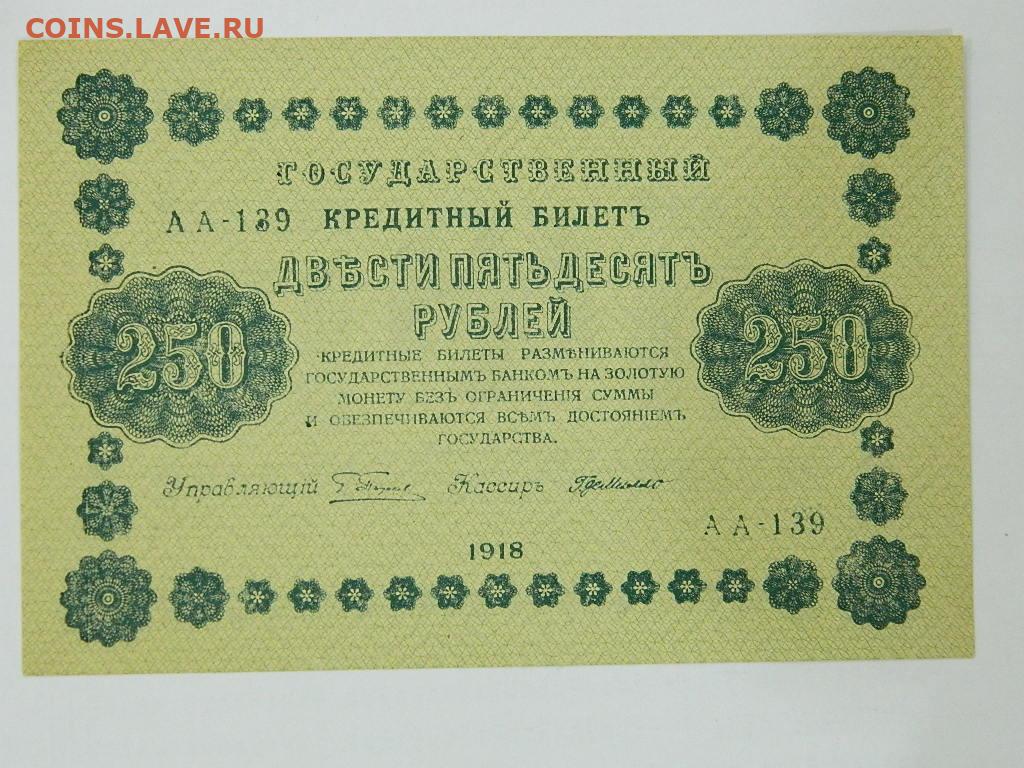 COINS.LAVE.RU
ГОСУДАРСТВЕННЫЙ
АА-139 КРЕДИТНЫЙ БИЛЕТЪ
ДВѢСТИ ПЯТЬДЕСЯТЪ
РУБЛЕЙ
250 250
КРЕДИТНЫЕ БИЛЕТЫ РАЗМѢНИВАЮТСЯ
ГОСУДАРСТВЕННЫМЪ БАНКОМЪ НА ЗОЛОТУЮ
МОНЕТУ БЕЗЪ ОГРАНИЧЕНІЯ СУММЫ
И ОБЕЗПЕЧИВАЮТСЯ ВСѢМЪ ДОСТОЯНІЕМЪ
ГОСУДАРСТВА.
Управляющій Кассиръ
АА-139
1918